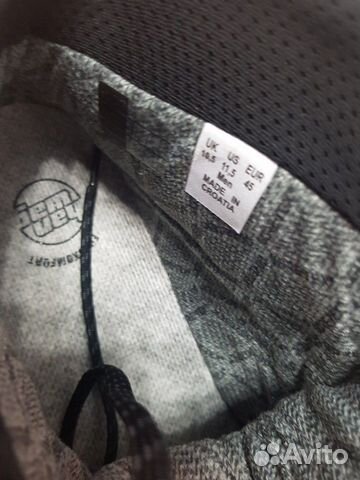 UK US EUR
10.5 11.5 45
Men
MADE IN
CROATIA
Avito